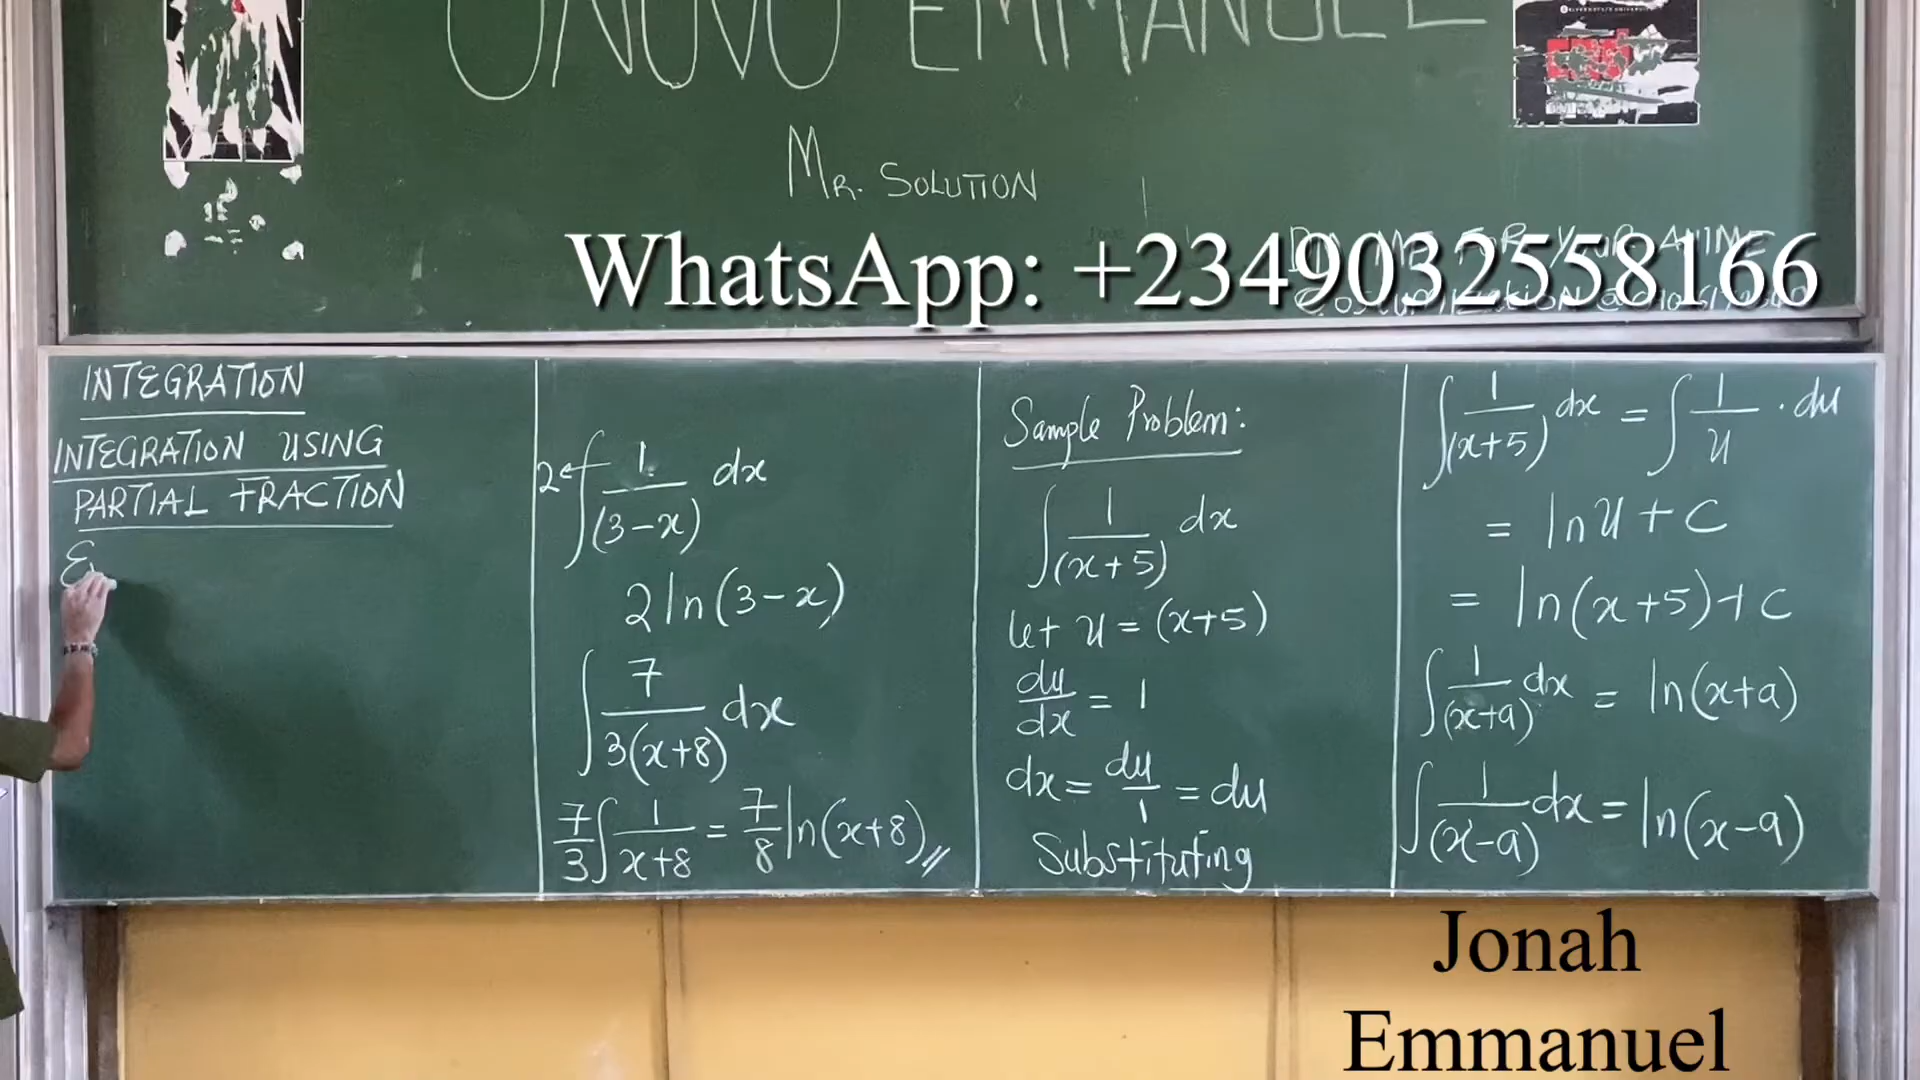 EMMANUEL
MR. SOLUTION
WhatsApp: +2349032558166
INTEGRATION
INTEGRATION USING
PARTIAL FRACTION
2← ∫ 1/(3-x) dx
2 ln(3-x)
∫ 7/3(x+8) dx
7/3 ∫ 1/x+8 = 7/8 ln(x+8)//
Sample Problem:
∫ 1/(x+5) dx
let u = (x+5)
du/dx = 1
dx = du/1 = du
Substituting
∫ 1/(x+5) dx = ∫ 1/u · du
= ln u + c
= ln(x+5)+c
∫ 1/(x+a) dx = ln(x+a)
∫ 1/(x-a) dx = ln(x-a)
Jonah
Emmanuel